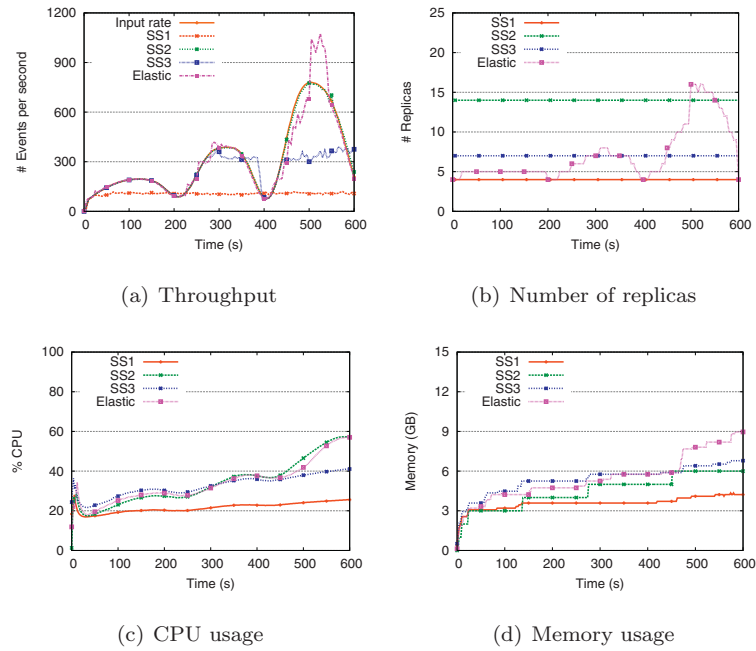 Input rate
SS1
SS2
SS3
Elastic
1200
900
600
300
0
# Events per second
0 100 200 300 400 500 600
Time (s)
(a) Throughput
SS1
SS2
SS3
Elastic
25
20
15
10
5
0
# Replicas
0 100 200 300 400 500 600
Time (s)
(b) Number of replicas
SS1
SS2
SS3
Elastic
100
80
60
40
20
0
% CPU
0 100 200 300 400 500 600
Time (s)
(c) CPU usage
SS1
SS2
SS3
Elastic
15
12
9
6
3
0
Memory (GB)
0 100 200 300 400 500 600
Time (s)
(d) Memory usage